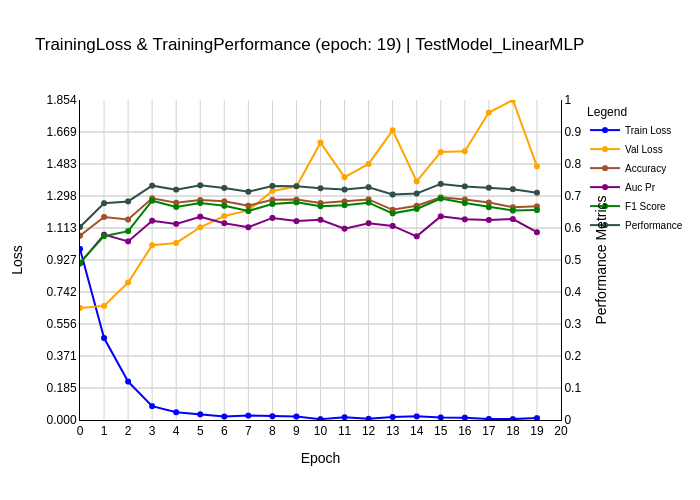 TrainingLoss & TrainingPerformance (epoch: 19) | TestModel_LinearMLP
1.854
1.669
1.483
1.298
1.113
0.927
0.742
0.556
0.371
0.185
0.000
Loss
0 1 2 3 4 5 6 7 8 9 10 11 12 13 14 15 16 17 18 19 20
Epoch
1
0.9
0.8
0.7
0.6
0.5
0.4
0.3
0.2
0.1
0
Performance Metrics
Legend
Train Loss
Val Loss
Accuracy
Auc Pr
F1 Score
Performance